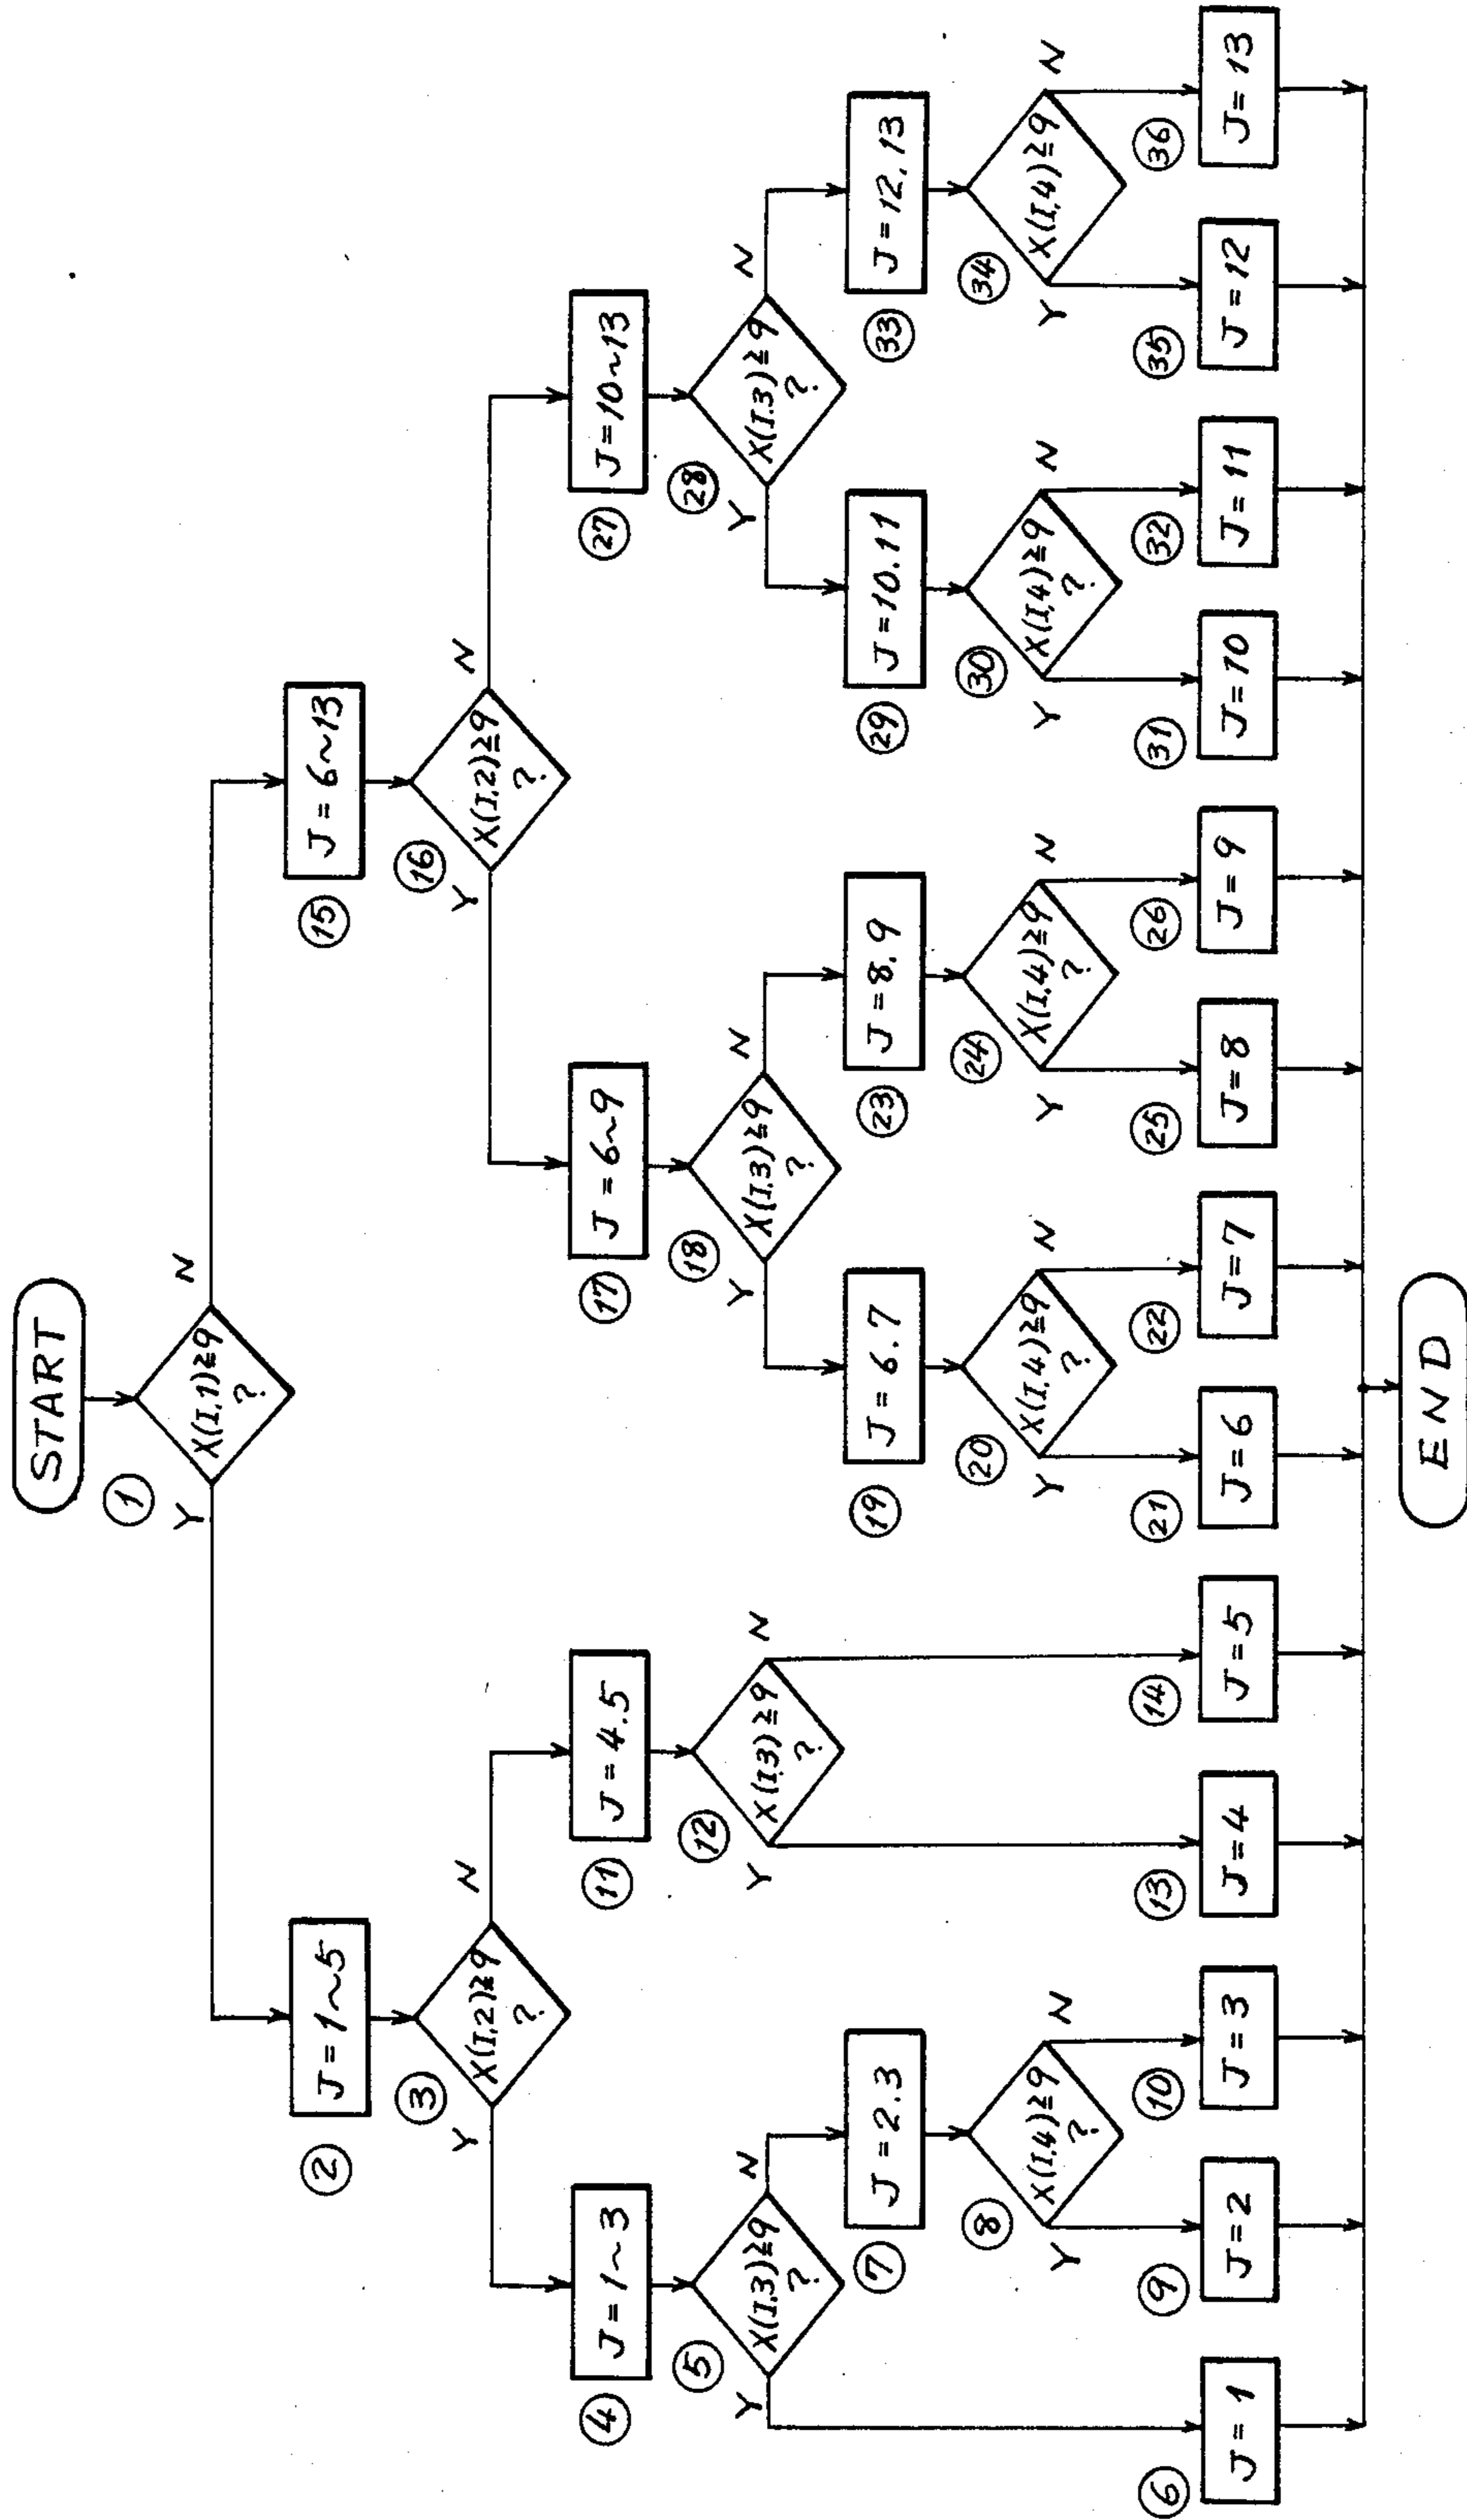 START
1
X(I,1)≧9
?
Y
N
2
J=1~5
15
J=6~13
3
X(I,2)≧9
?
Y
N
16
X(I,2)≧9
?
Y
N
4
J=1~3
11
J=4.5
17
J=6~9
27
J=10~13
5
X(I,3)≧9
?
Y
N
12
X(I,3)≧9
?
Y
N
18
X(I,3)≧9
?
Y
N
28
X(I,3)≧9
?
Y
N
7
J=2.3
19
J=6.7
23
J=8.9
29
J=10.11
33
J=12.13
8
X(I,4)≧9
?
Y
N
20
X(I,4)≧9
?
Y
N
24
X(I,4)≧9
?
Y
N
30
X(I,4)≧9
?
Y
N
34
X(I,4)≧9
Y
N
6
J=1
9
J=2
10
J=3
13
J=4
14
J=5
21
J=6
22
J=7
25
J=8
26
J=9
31
J=10
32
J=11
35
J=12
36
J=13
END